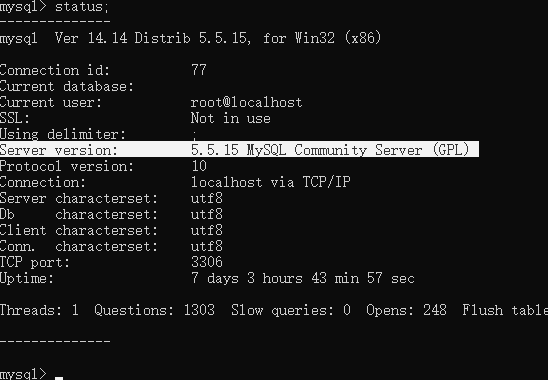 mysql> status;
--------------
mysql  Ver 14.14 Distrib 5.5.15, for Win32 (x86)
Connection id:          77
Current database:
Current user:           root@localhost
SSL:                    Not in use
Using delimiter:        ;
Server version:         5.5.15 MySQL Community Server (GPL)
Protocol version:       10
Connection:             localhost via TCP/IP
Server characterset:    utf8
Db     characterset:    utf8
Client characterset:    utf8
Conn.  characterset:    utf8
TCP port:               3306
Uptime:                 7 days 3 hours 43 min 57 sec
Threads: 1  Questions: 1303  Slow queries: 0  Opens: 248  Flush table
--------------
mysql>